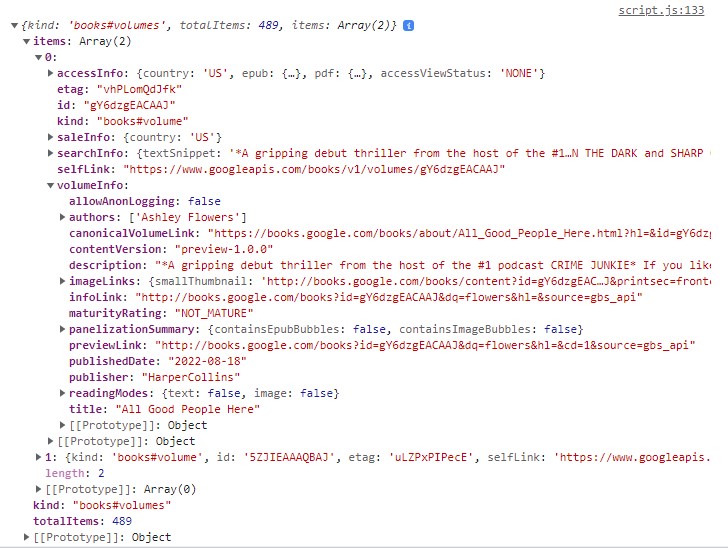 script.js:133
{kind: 'books#volumes', totalItems: 489, items: Array(2)} i
items: Array(2)
0:
accessInfo: {country: 'US', epub: {…}, pdf: {…}, accessViewStatus: 'NONE'}
etag: "vhPLomQdJfk"
id: "gY6dzgEACAAJ"
kind: "books#volume"
saleInfo: {country: 'US'}
searchInfo: {textSnippet: '*A gripping debut thriller from the host of the #1…N THE DARK and SHARP
selfLink: "https://www.googleapis.com/books/v1/volumes/gY6dzgEACAAJ"
volumeInfo:
allowAnonLogging: false
authors: ['Ashley Flowers']
canonicalVolumeLink: "https://books.google.com/books/about/All_Good_People_Here.html?hl=&id=gY6dzg
contentVersion: "preview-1.0.0"
description: "*A gripping debut thriller from the host of the #1 podcast CRIME JUNKIE* If you like
imageLinks: {smallThumbnail: 'http://books.google.com/books/content?id=gY6dzgEAC…J&printsec=front
infoLink: "http://books.google.com/books?id=gY6dzgEACAAJ&dq=flowers&hl=&source=gbs_api"
maturityRating: "NOT_MATURE"
panelizationSummary: {containsEpubBubbles: false, containsImageBubbles: false}
previewLink: "http://books.google.com/books?id=gY6dzgEACAAJ&dq=flowers&hl=&cd=1&source=gbs_api"
publishedDate: "2022-08-18"
publisher: "HarperCollins"
readingModes: {text: false, image: false}
title: "All Good People Here"
[[Prototype]]: Object
[[Prototype]]: Object
1: {kind: 'books#volume', id: '5ZJIEAAAQBAJ', etag: 'uLZPxPIPecE', selfLink: 'https://www.googleapis.
length: 2
[[Prototype]]: Array(0)
kind: "books#volumes"
totalItems: 489
[[Prototype]]: Object